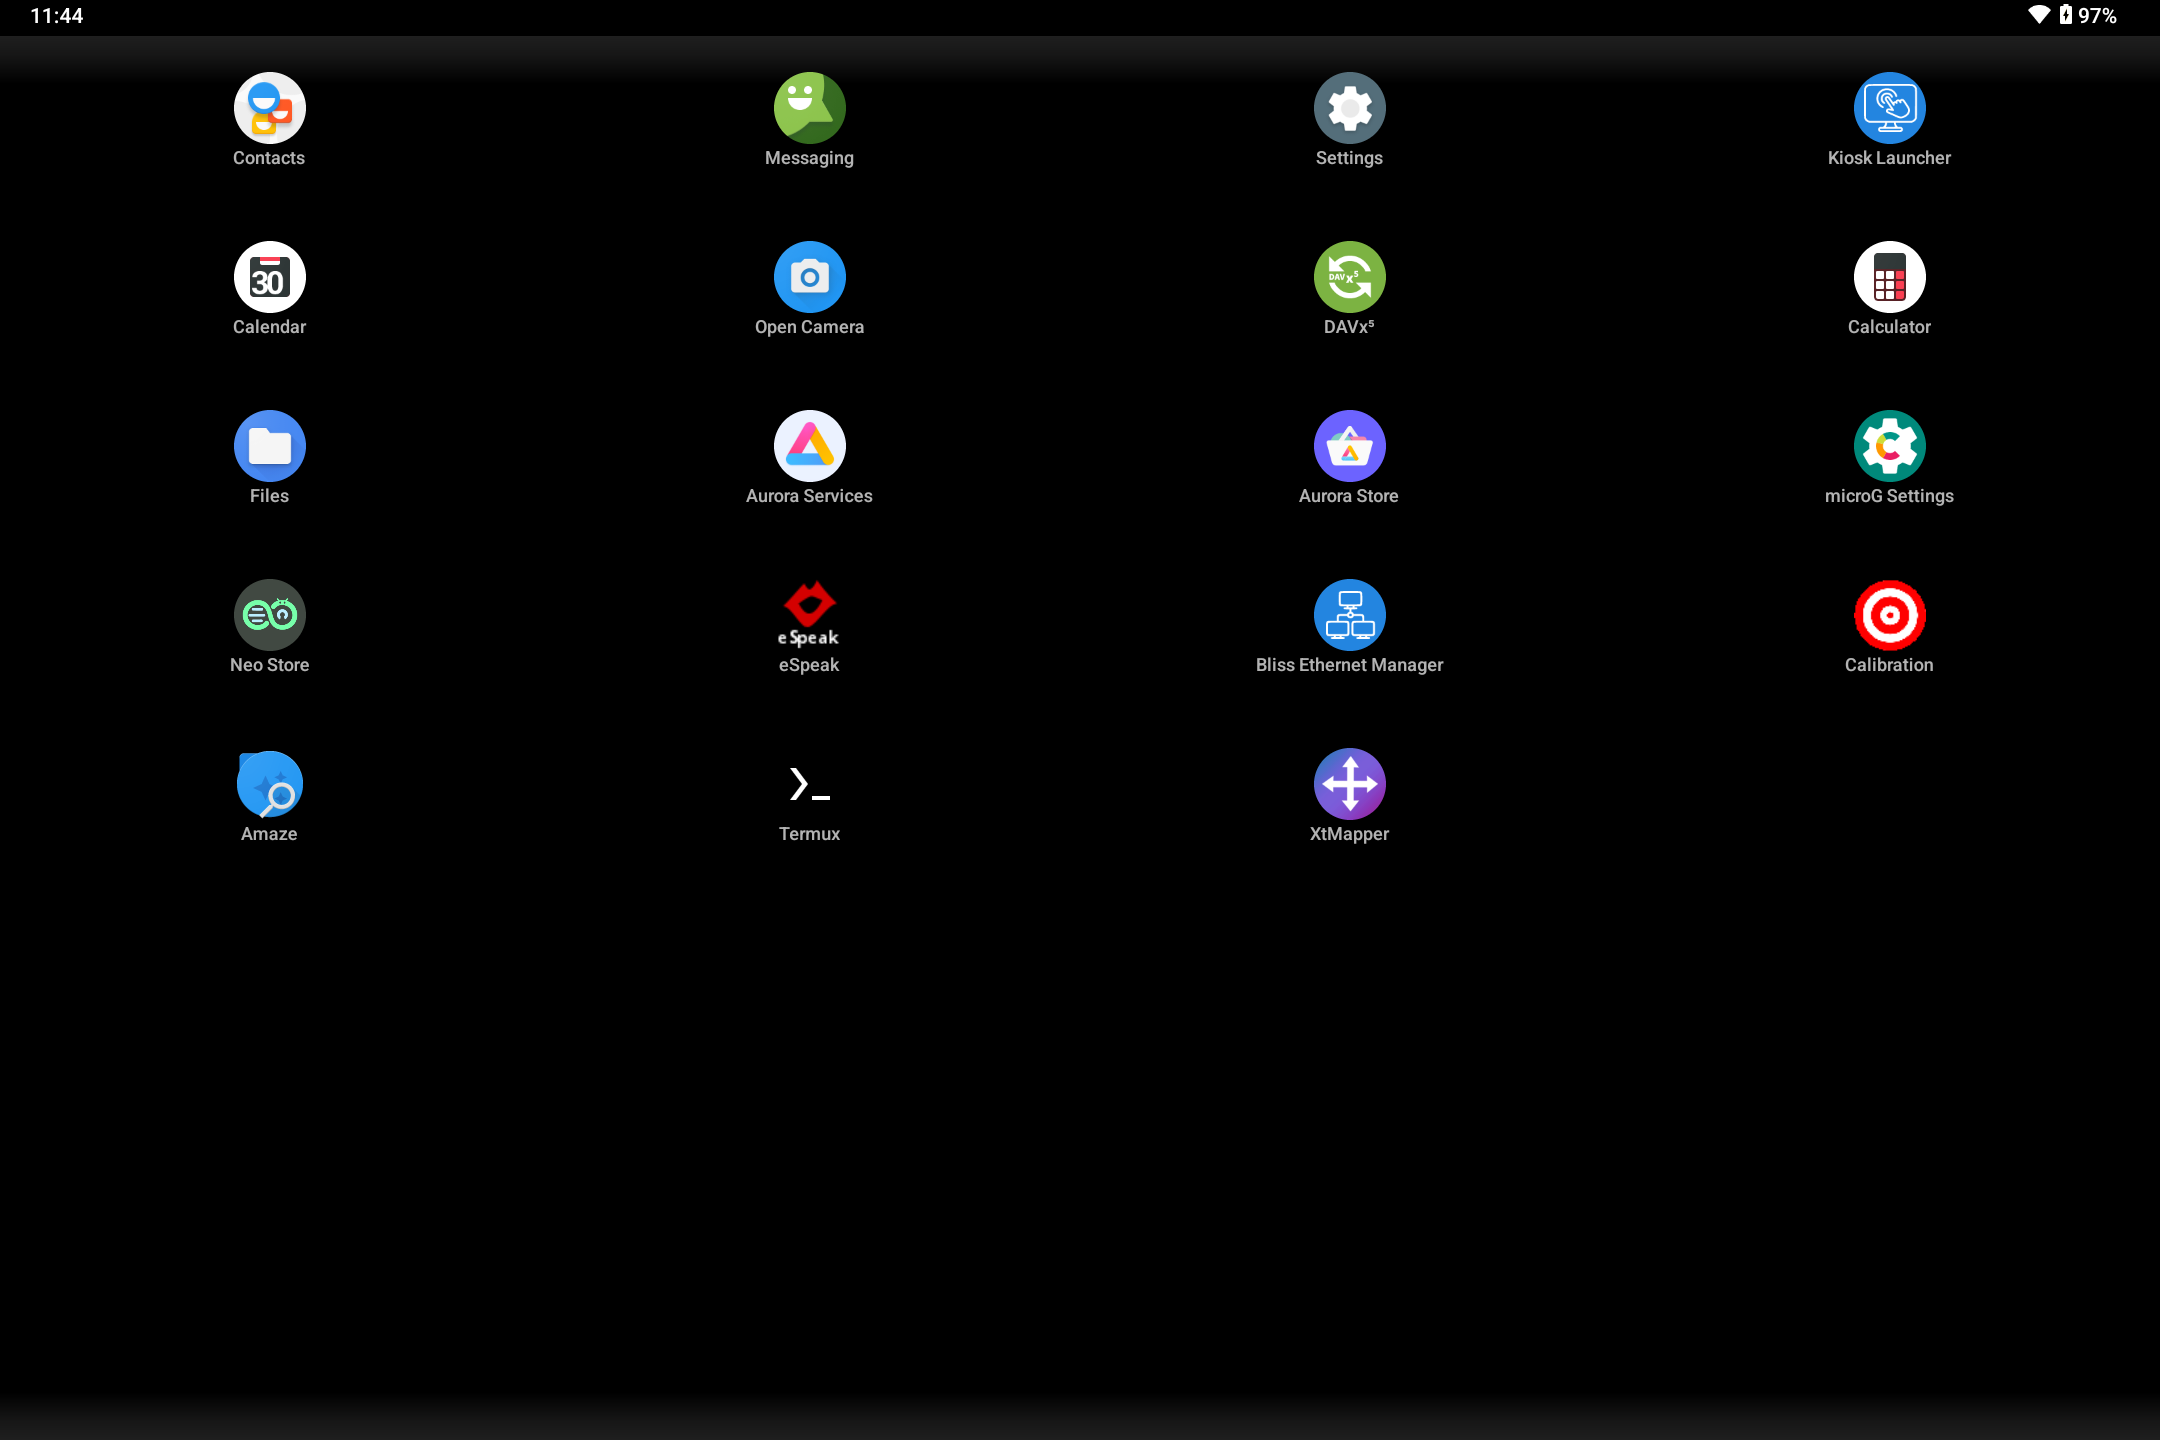 11:44
97%
Contacts
Messaging
Settings
Kiosk Launcher
30
Calendar
Open Camera
DAVx⁵
DAVx⁵
Calculator
Files
Aurora Services
Aurora Store
microG Settings
Neo Store
eSpeak
eSpeak
Bliss Ethernet Manager
Calibration
Amaze
Termux
XtMapper